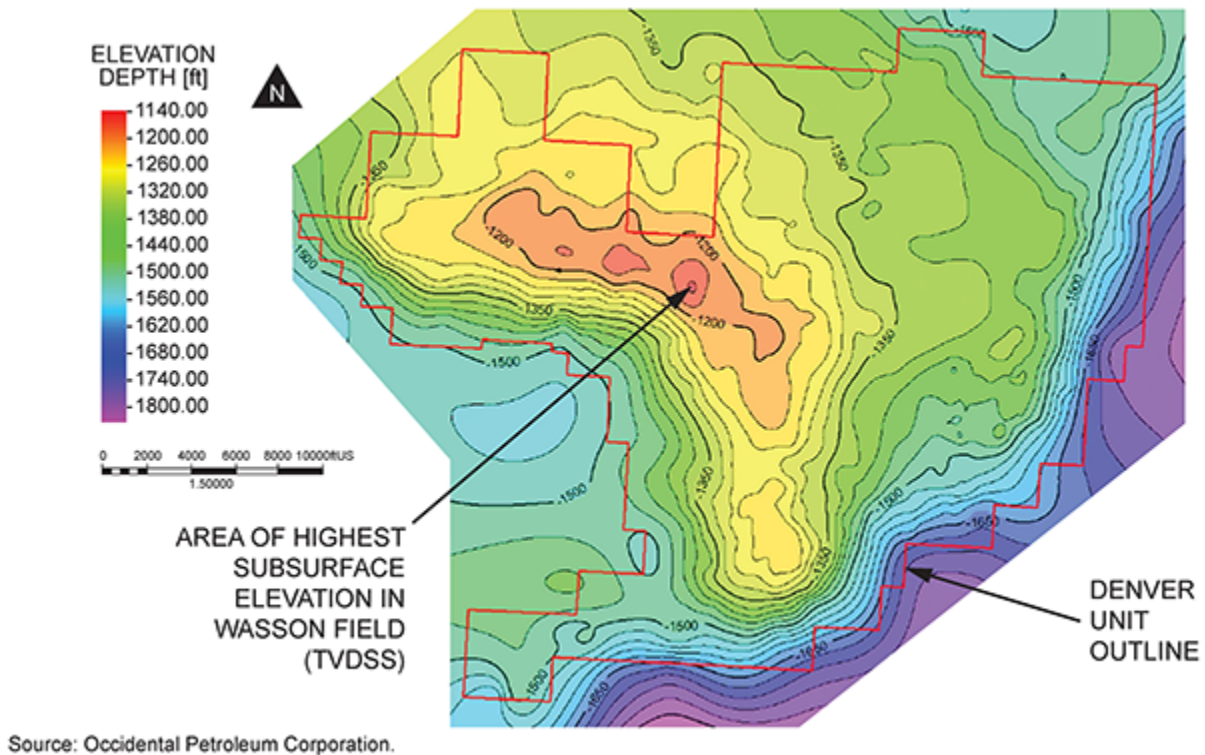 ELEVATION
DEPTH [ft]
N
-1140.00
-1200.00
-1260.00
-1320.00
-1380.00
-1440.00
-1500.00
-1560.00
-1620.00
-1680.00
-1740.00
-1800.00
0 2000 4000 6000 8000 10000ftUS
1.50000
-1350
-1500
-1350
-1350
-1200
-1200
-1500
-1500
-1200
-1350
-1350
-1650
-1500
-1350
-1500
-1500
-1650
-1350
-1500
-1650
-1500
-1650
AREA OF HIGHEST
SUBSURFACE
ELEVATION IN
WASSON FIELD
(TVDSS)
DENVER
UNIT
OUTLINE
Source: Occidental Petroleum Corporation.